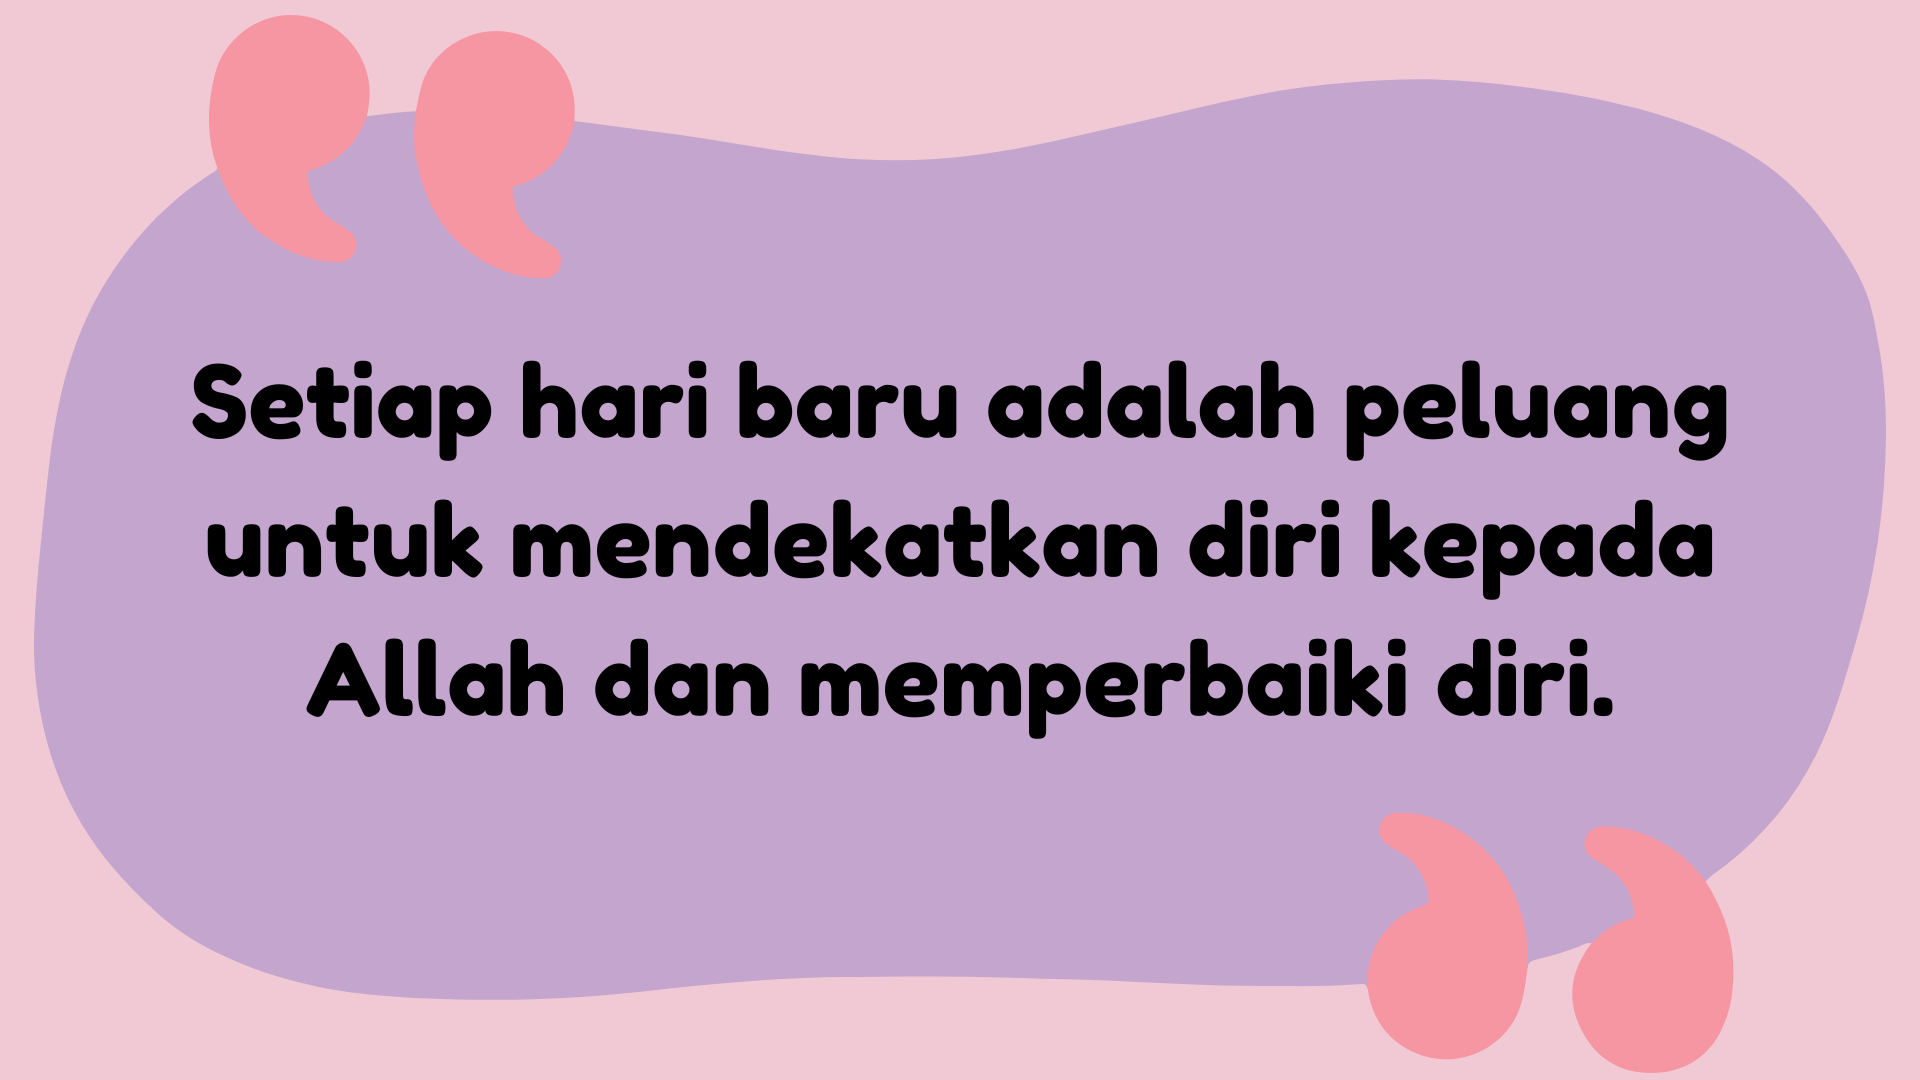 Setiap hari baru adalah peluang
untuk mendekatkan diri kepada
Allah dan memperbaiki diri.